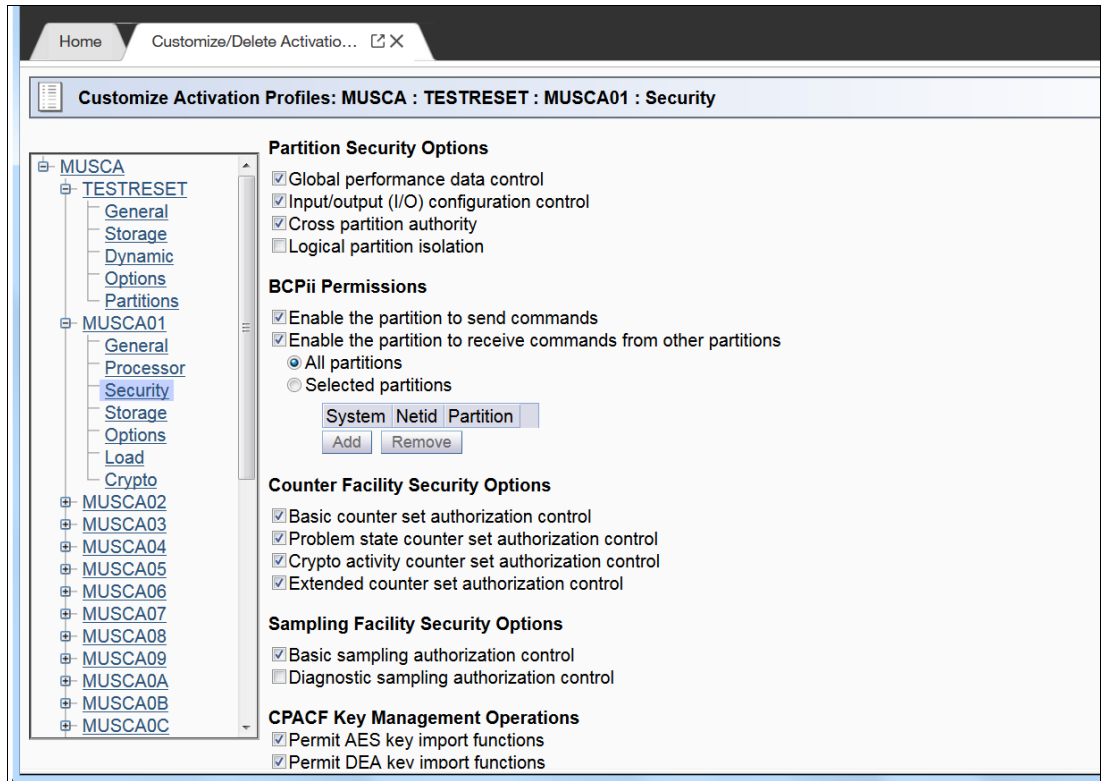 Home
Customize/Delete Activatio...
Customize Activation Profiles: MUSCA : TESTRESET : MUSCA01 : Security
MUSCA
TESTRESET
General
Storage
Dynamic
Options
Partitions
MUSCA01
General
Processor
Security
Storage
Options
Load
Crypto
MUSCA02
MUSCA03
MUSCA04
MUSCA05
MUSCA06
MUSCA07
MUSCA08
MUSCA09
MUSCA0A
MUSCA0B
MUSCA0C
Partition Security Options
Global performance data control
Input/output (I/O) configuration control
Cross partition authority
Logical partition isolation
BCPii Permissions
Enable the partition to send commands
Enable the partition to receive commands from other partitions
All partitions
Selected partitions
System Netid Partition
Add Remove
Counter Facility Security Options
Basic counter set authorization control
Problem state counter set authorization control
Crypto activity counter set authorization control
Extended counter set authorization control
Sampling Facility Security Options
Basic sampling authorization control
Diagnostic sampling authorization control
CPACF Key Management Operations
Permit AES key import functions
Permit DEA key import functions